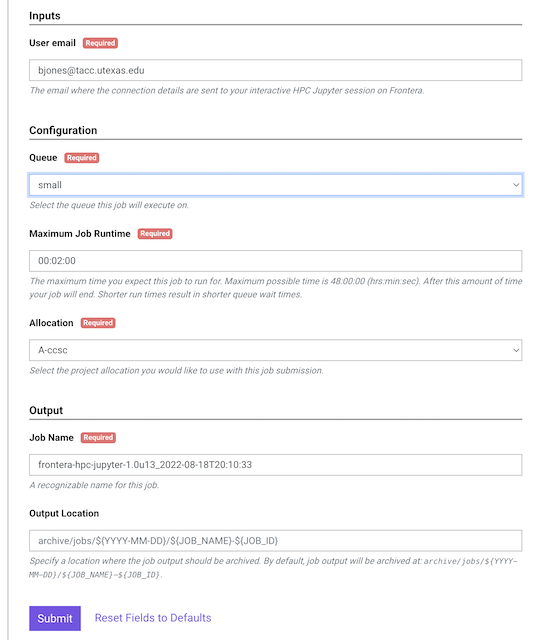 Inputs
User email Required
bjones@tacc.utexas.edu
The email where the connection details are sent to your interactive HPC Jupyter session on Frontera.
Configuration
Queue Required
small
Select the queue this job will execute on.
Maximum Job Runtime Required
00:02:00
The maximum time you expect this job to run for. Maximum possible time is 48:00:00 (hrs:min:sec). After this amount of time
your job will end. Shorter run times result in shorter queue wait times.
Allocation Required
A-ccsc
Select the project allocation you would like to use with this job submission.
Output
Job Name Required
frontera-hpc-jupyter-1.0u13_2022-08-18T20:10:33
A recognizable name for this job.
Output Location
archive/jobs/${YYYY-MM-DD}/${JOB_NAME}-${JOB_ID}
Specify a location where the job output should be archived. By default, job output will be archived at: archive/jobs/${YYYY-
MM-DD}/${JOB_NAME}-${JOB_ID}.
Submit Reset Fields to Defaults